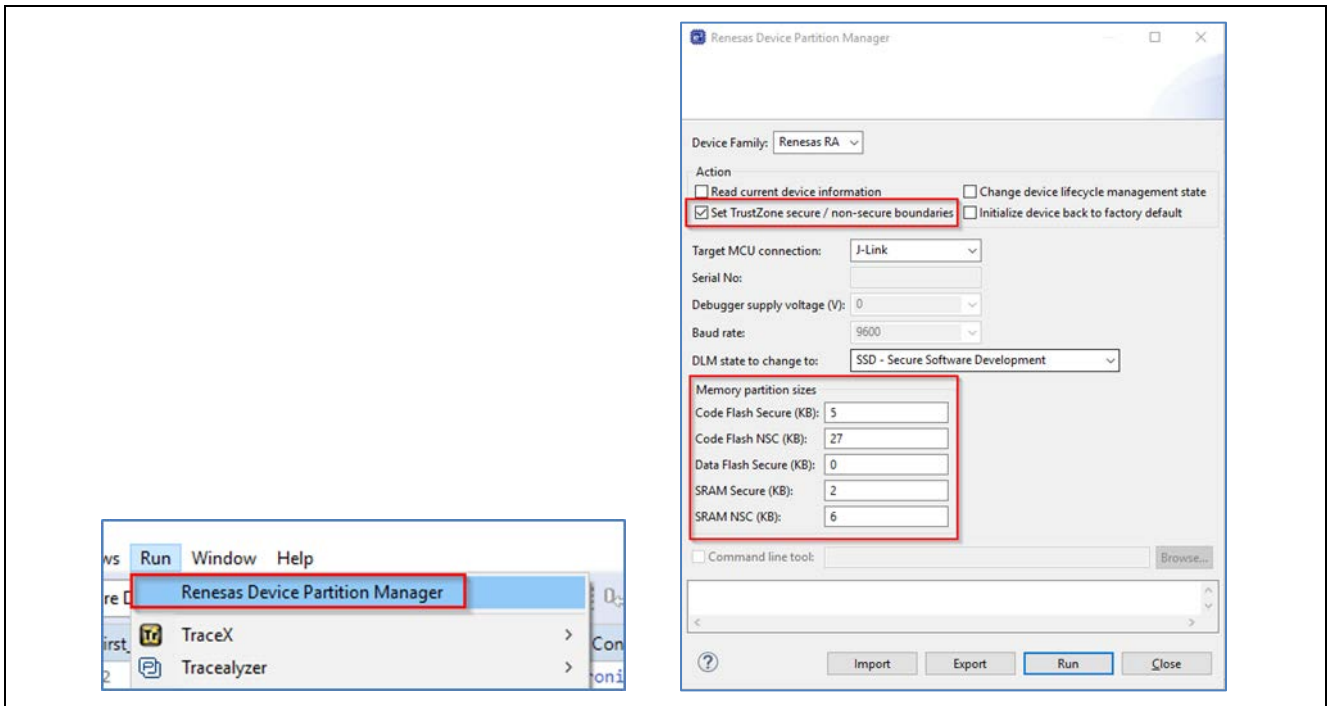 ws Run Window Help
re D
Renesas Device Partition Manager
irst_
TraceX
Con
2
Tracealyzer
oni
Renesas Device Partition Manager
Device Family: Renesas RA
Action
Read current device information
Change device lifecycle management state
Set TrustZone secure / non-secure boundaries
Initialize device back to factory default
Target MCU connection: J-Link
Serial No:
Debugger supply voltage (V): 0
Baud rate: 9600
DLM state to change to: SSD - Secure Software Development
Memory partition sizes
Code Flash Secure (KB): 5
Code Flash NSC (KB): 27
Data Flash Secure (KB): 0
SRAM Secure (KB): 2
SRAM NSC (KB): 6
Command line tool: Browse...
Import Export Run Close